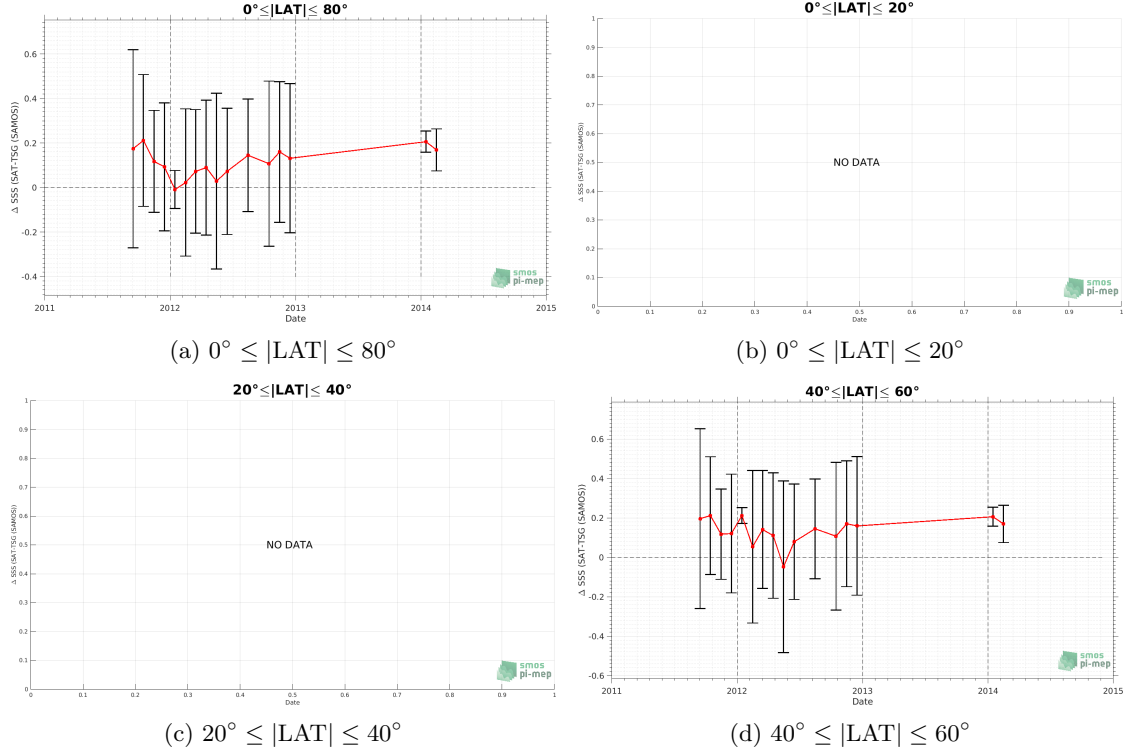 0°≤|LAT|≤ 80°
Δ SSS (SAT-TSG (SAMOS))
0.6
0.4
0.2
0
-0.2
-0.4
2011
2012
2013
2014
2015
Date
smos
pi-mep
(a) 0° ≤ |LAT| ≤ 80°
0°≤|LAT|≤ 20°
Δ SSS (SAT-TSG (SAMOS))
1
0.9
0.8
0.7
0.6
0.5
0.4
0.3
0.2
0.1
0
NO DATA
0
0.1
0.2
0.3
0.4
0.5
0.6
0.7
0.8
0.9
1
Date
smos
pi-mep
(b) 0° ≤ |LAT| ≤ 20°
20°≤|LAT|≤ 40°
Δ SSS (SAT-TSG (SAMOS))
1
0.9
0.8
0.7
0.6
0.5
0.4
0.3
0.2
0.1
0
NO DATA
0
0.1
0.2
0.3
0.4
0.5
0.6
0.7
0.8
0.9
1
Date
smos
pi-mep
(c) 20° ≤ |LAT| ≤ 40°
40°≤|LAT|≤ 60°
Δ SSS (SAT-TSG (SAMOS))
0.6
0.4
0.2
0
-0.2
-0.4
-0.6
2011
2012
2013
2014
2015
Date
smos
pi-mep
(d) 40° ≤ |LAT| ≤ 60°